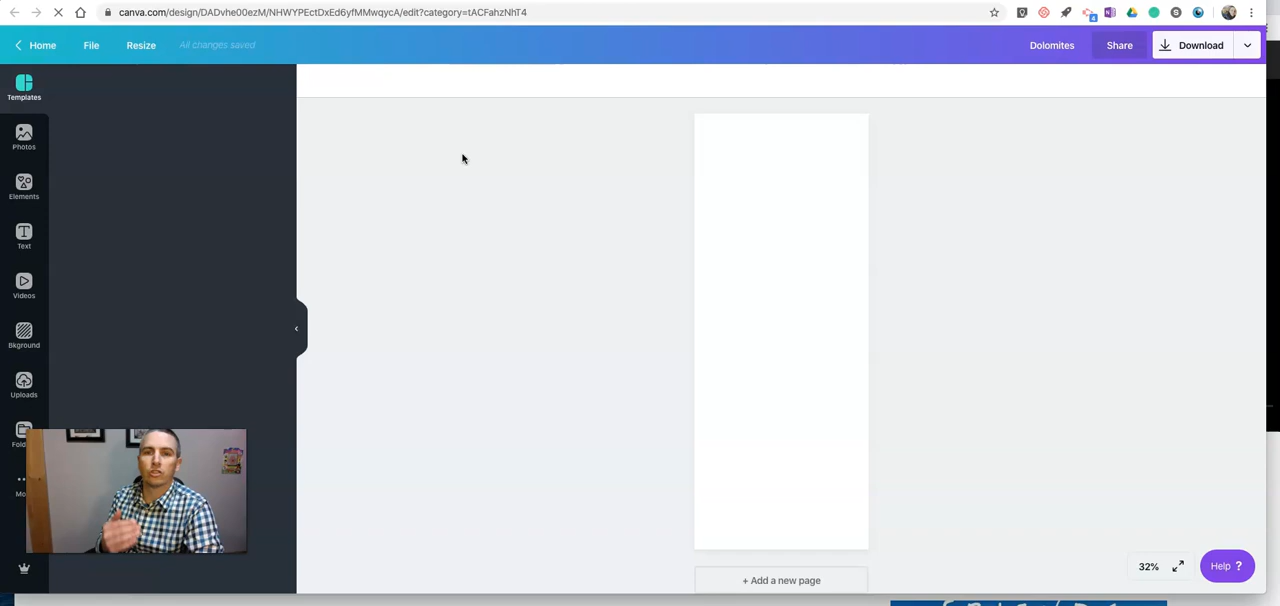 canva.com/design/DADvhe00ezM/NHWYPEctDxEd6yfMMwqycA/edit?category=tACFahzNhT4
Home
File
Resize
All changes saved
Dolomites
Share
Download
Templates
Photos
Elements
Text
Videos
Bkground
Uploads
+ Add a new page
32%
Help ?